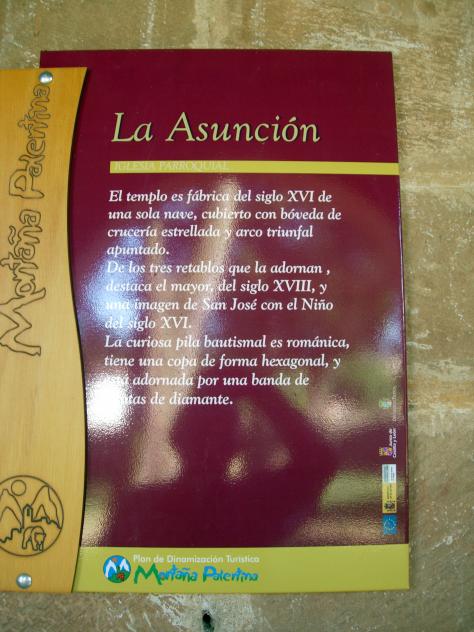 La Asunción
IGLESIA PARROQUIAL
El templo es fábrica del siglo XVI de
una sola nave, cubierto con bóveda de
crucería estrellada y arco triunfal
apuntado.
De los tres retablos que la adornan ,
destaca el mayor, del siglo XVIII, y
una imagen de San José con el Niño
del siglo XVI.
La curiosa pila bautismal es románica,
tiene una copa de forma hexagonal, y
está adornada por una banda de
puntas de diamante.
Montaña Palentina
Junta de
Castilla y León
Plan de Dinamización Turística
Montaña Palentina